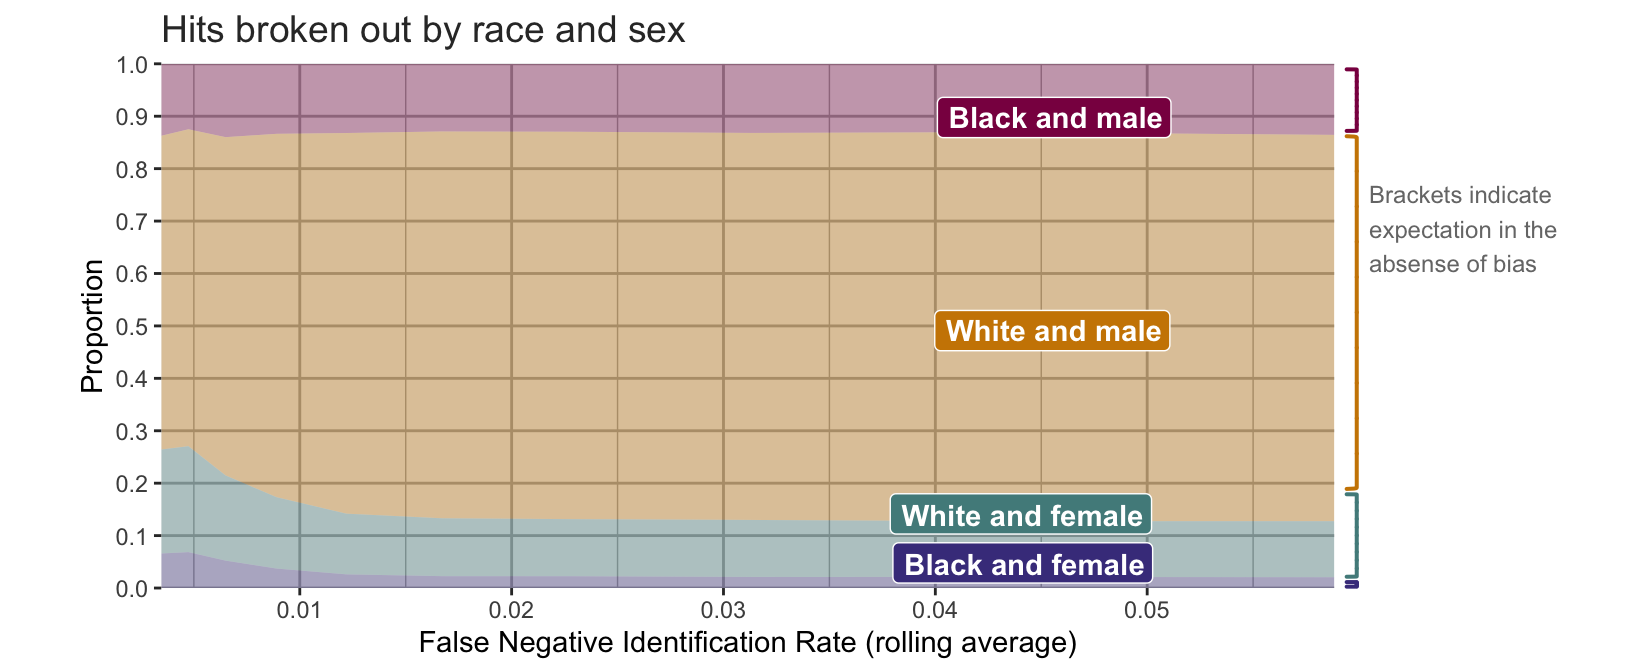 Hits broken out by race and sex
1.0
0.9
0.8
0.7
0.6
0.5
0.4
0.3
0.2
0.1
0.0
Proportion
Black and male
White and male
White and female
Black and female
Brackets indicate
expectation in the
absense of bias
0.01
0.02
0.03
0.04
0.05
False Negative Identification Rate (rolling average)